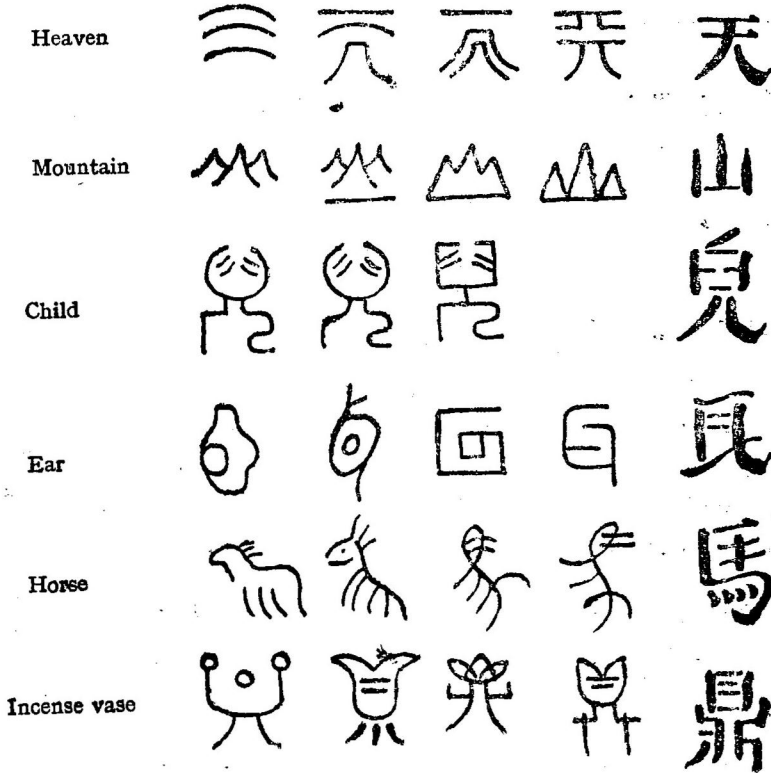 Heaven 天
Mountain 山
Child 兒
Ear 耳
Horse 馬
Incense vase 鼎